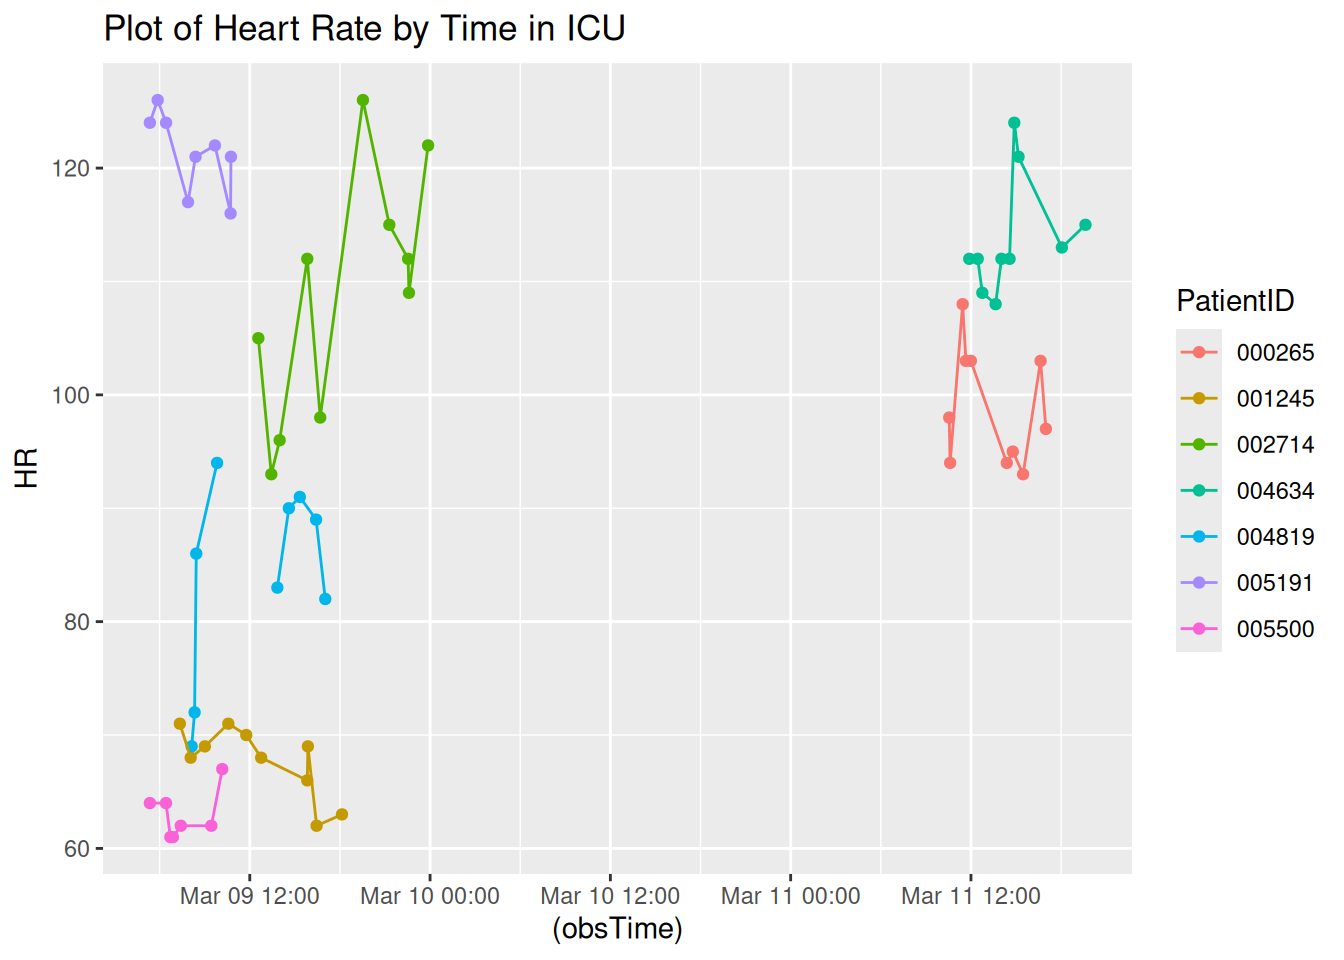 Plot of Heart Rate by Time in ICU
120
100
80
60
HR
Mar 09 12:00 Mar 10 00:00 Mar 10 12:00 Mar 11 00:00 Mar 11 12:00
(obsTime)
PatientID
000265
001245
002714
004634
004819
005191
005500